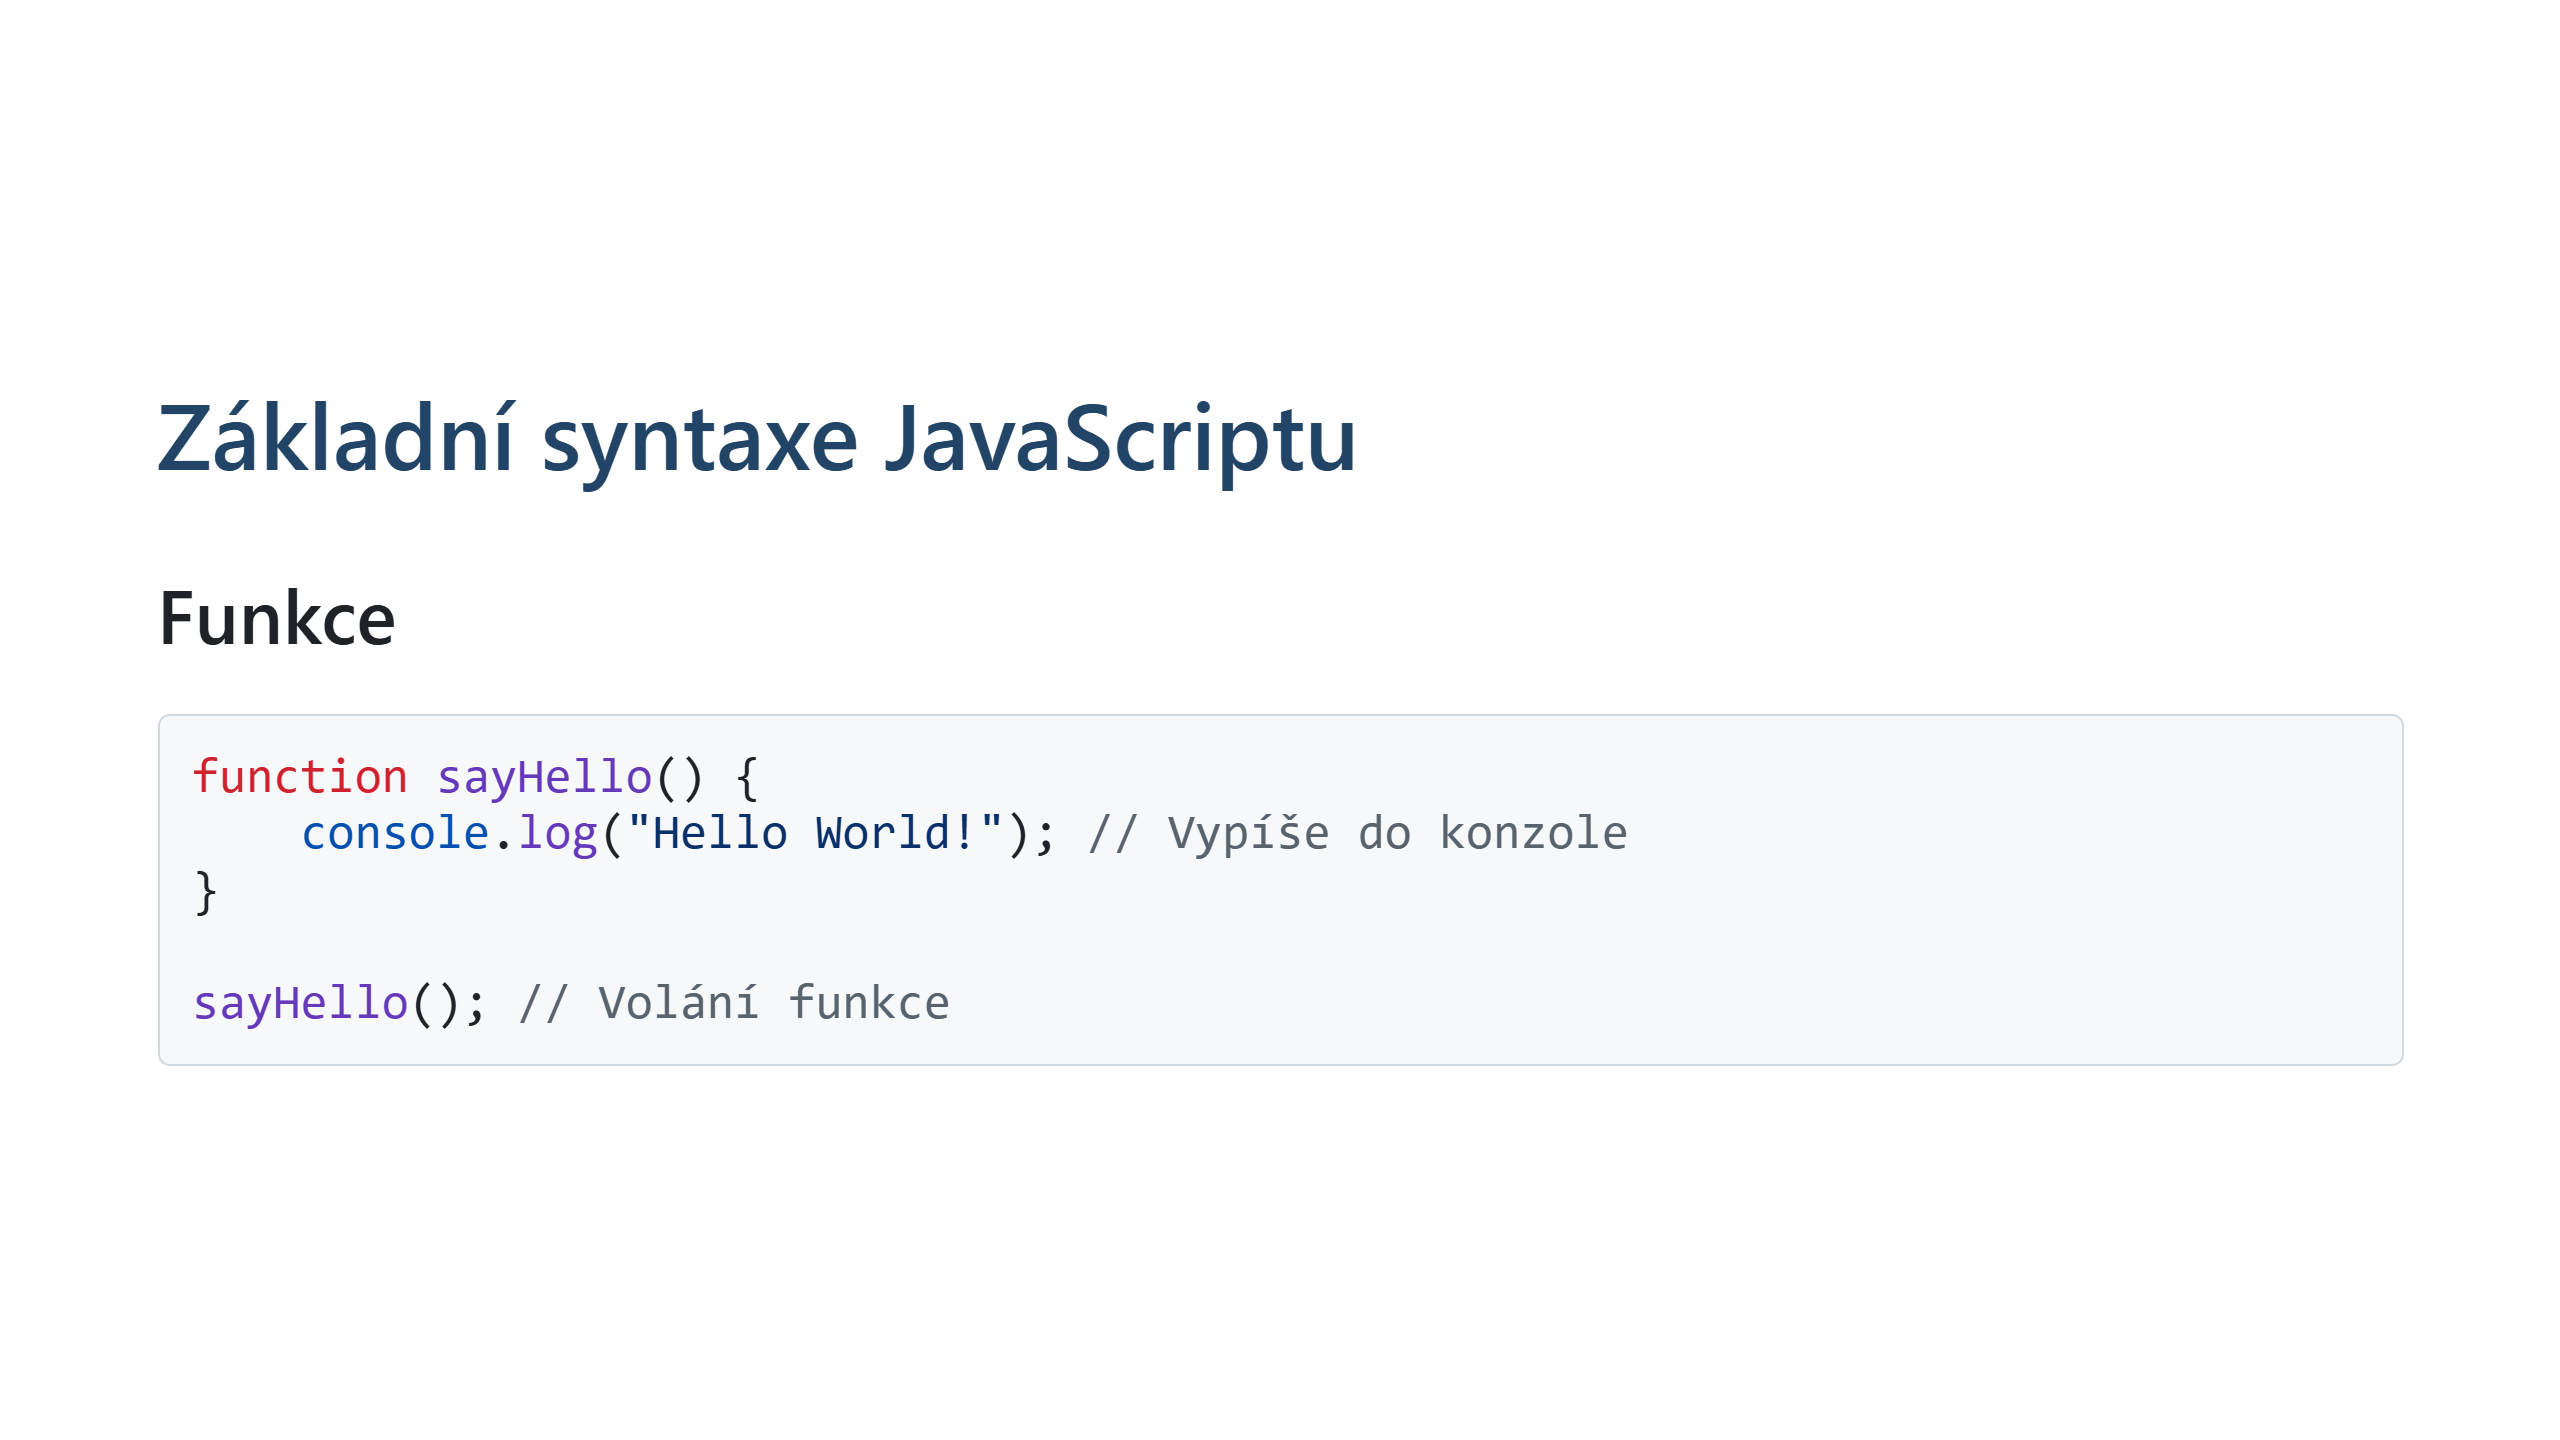 Základní syntaxe JavaScriptu
Funkce
function sayHello() {
    console.log("Hello World!"); // Vypíše do konzole
}
sayHello(); // Volání funkce